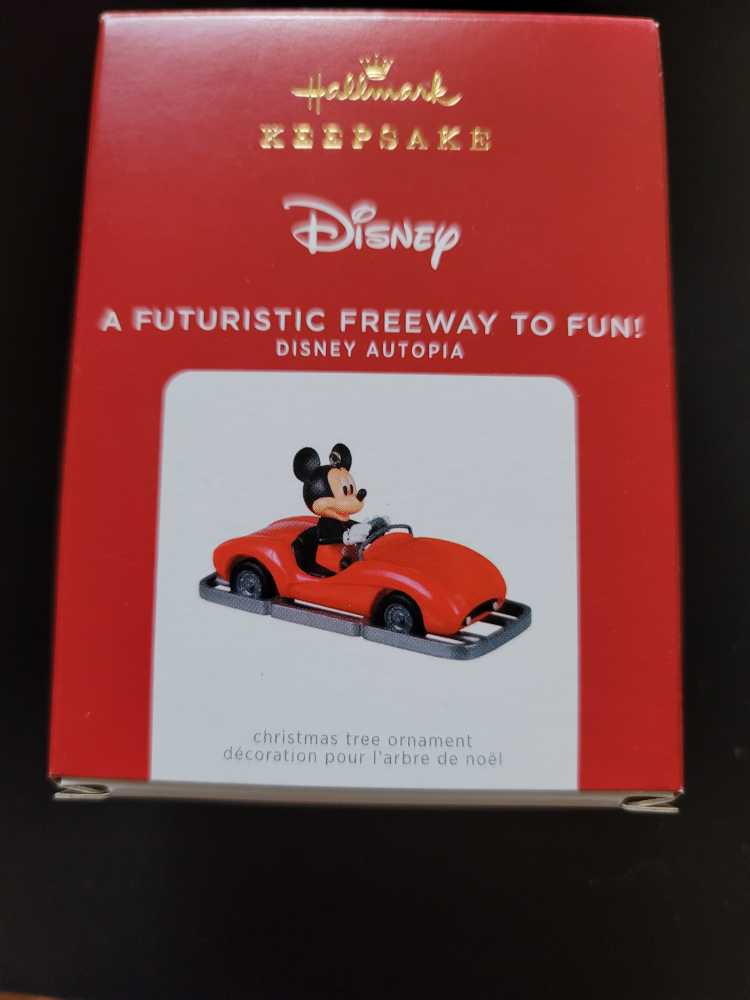 Hallmark
KEEPSAKE
Disney
A FUTURISTIC FREEWAY TO FUN!
DISNEY AUTOPIA
christmas tree ornament
décoration pour l'arbre de noël